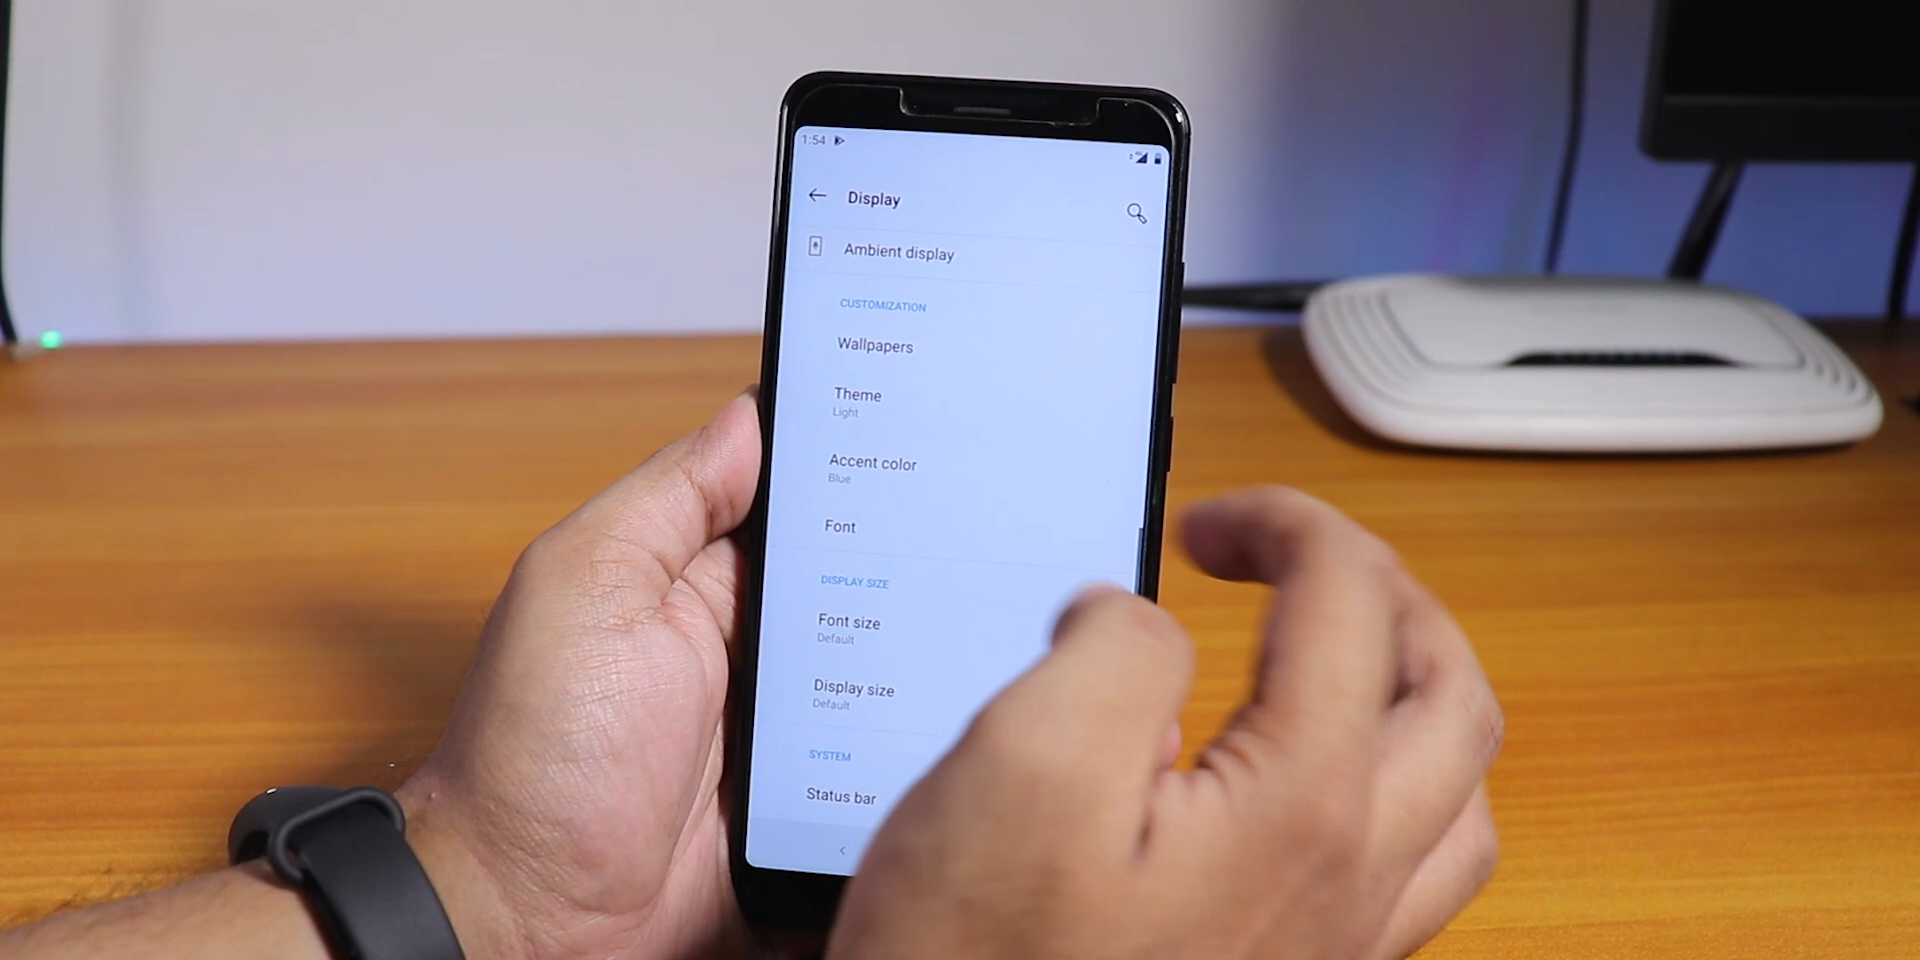 1:54
Display
Ambient display
CUSTOMIZATION
Wallpapers
Theme
Light
Accent color
Blue
Font
DISPLAY SIZE
Font size
Default
Display size
Default
SYSTEM
Status bar